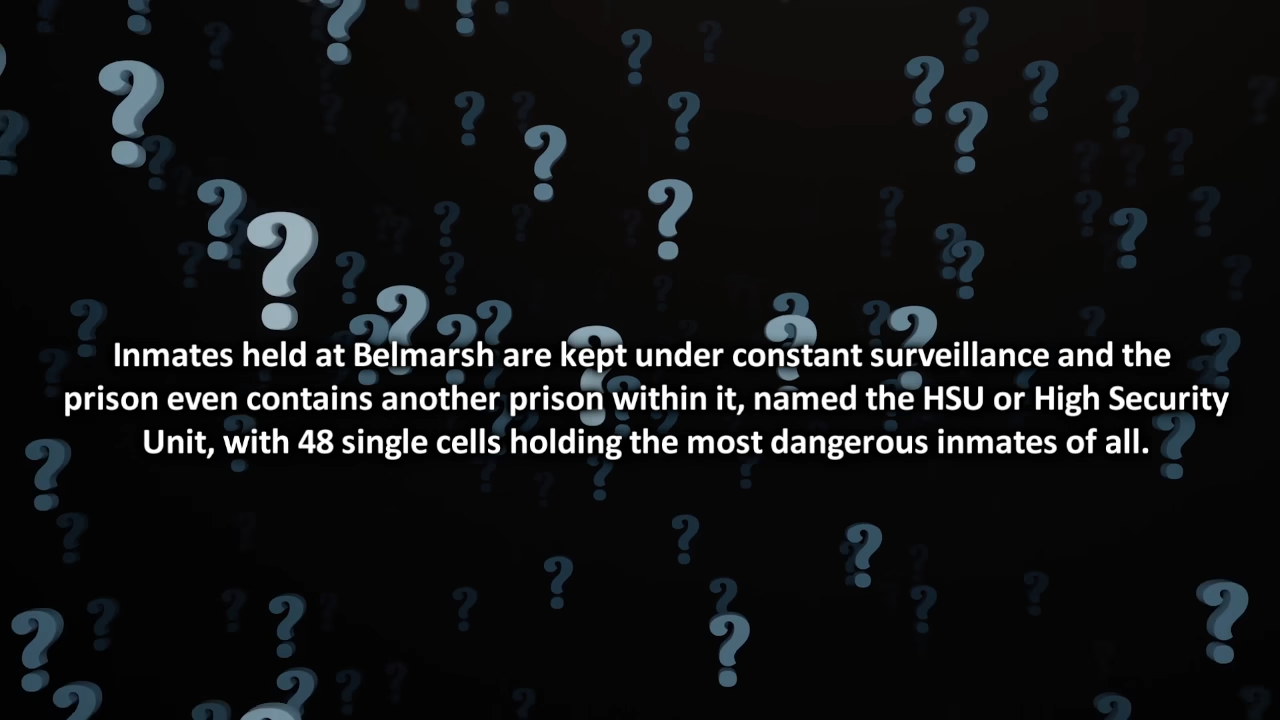 Inmates held at Belmarsh are kept under constant surveillance and the
prison even contains another prison within it, named the HSU or High Security
Unit, with 48 single cells holding the most dangerous inmates of all.